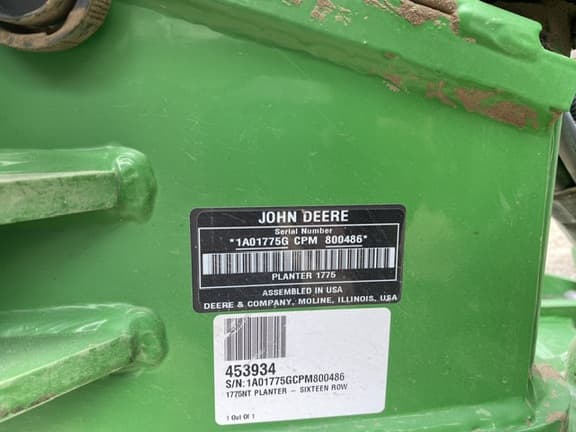 JOHN DEERE
Serial Number
*1A01775G CPM 800486*
PLANTER 1775
ASSEMBLED IN USA
DEERE & COMPANY, MOLINE, ILLINOIS, USA
453934
S/N:1A01775GCPM800486
1775NT PLANTER - SIXTEEN ROW
1 Out Of 1